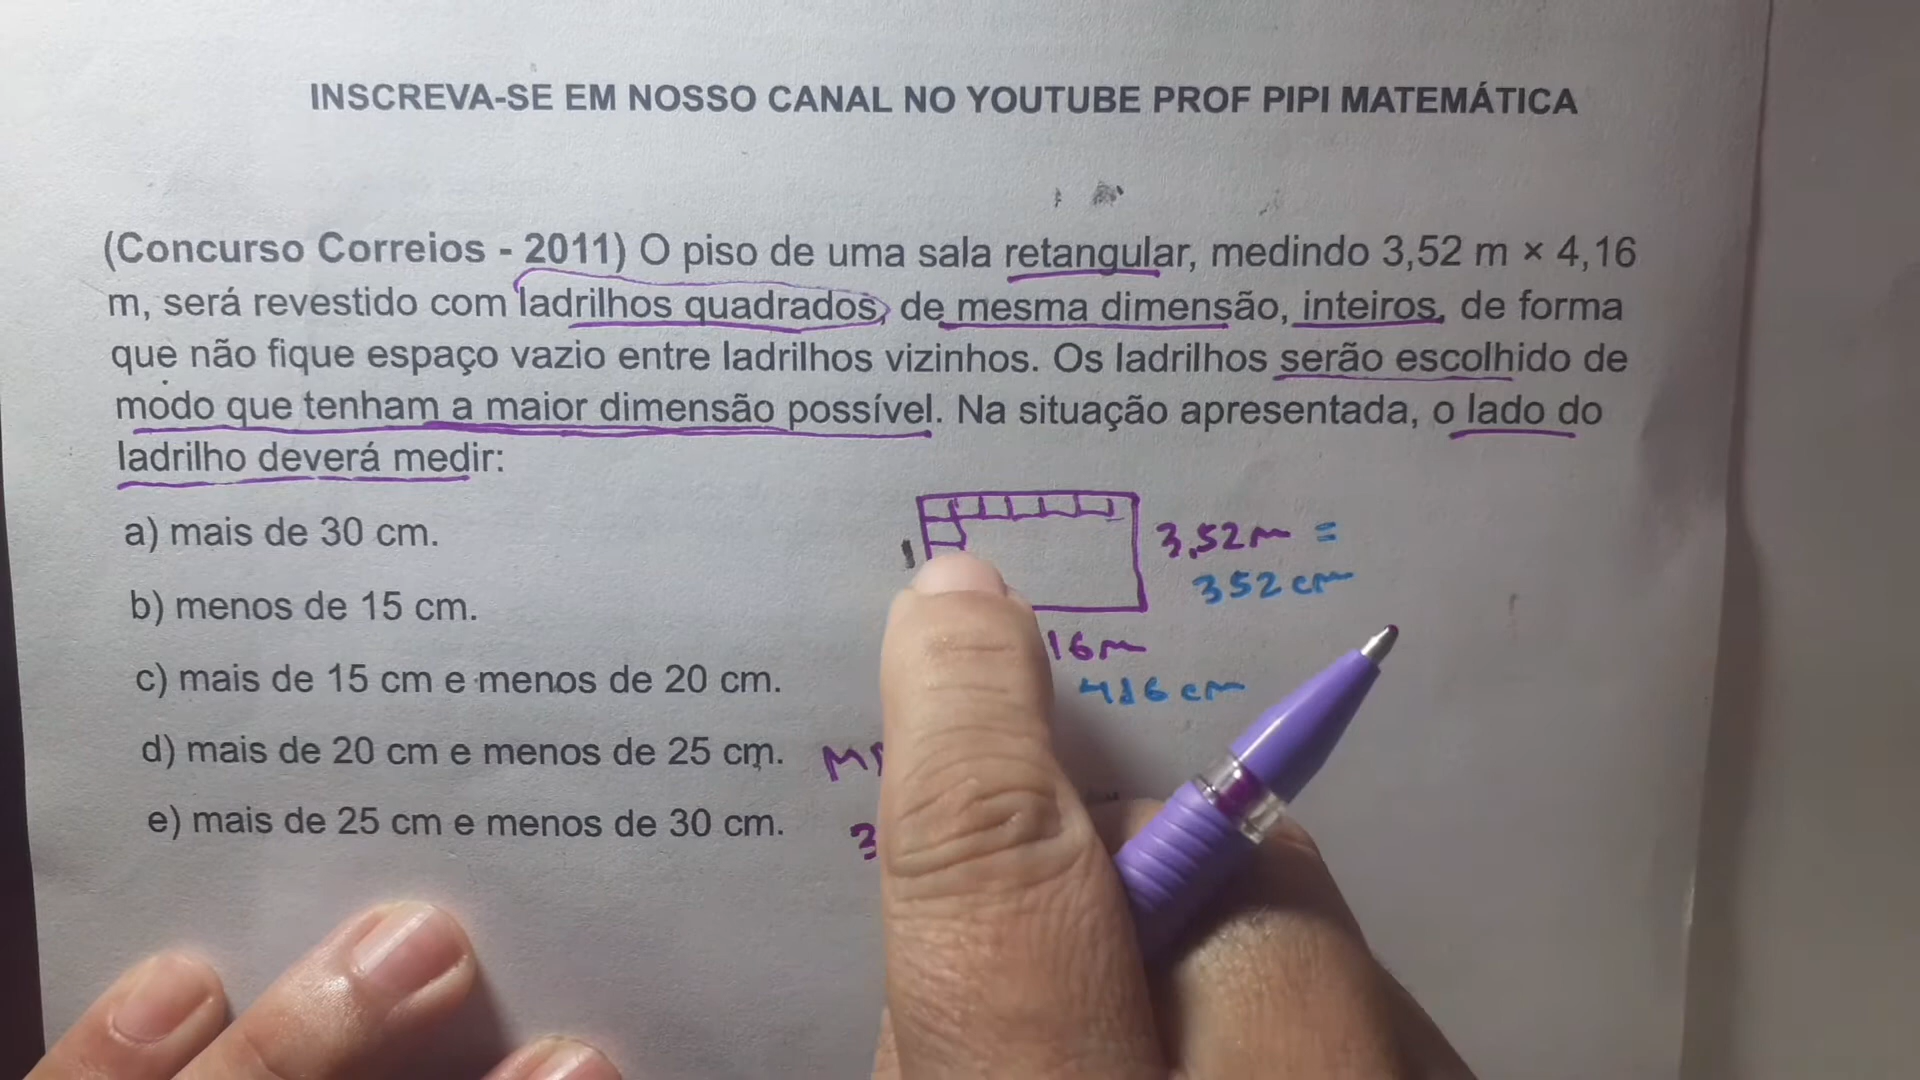 INSCREVA-SE EM NOSSO CANAL NO YOUTUBE PROF PIPI MATEMÁTICA
(Concurso Correios - 2011) O piso de uma sala retangular, medindo 3,52 m × 4,16
m, será revestido com ladrilhos quadrados, de mesma dimensão, inteiros, de forma
que não fique espaço vazio entre ladrilhos vizinhos. Os ladrilhos serão escolhido de
modo que tenham a maior dimensão possível. Na situação apresentada, o lado do
ladrilho deverá medir:
a) mais de 30 cm.
b) menos de 15 cm.
c) mais de 15 cm e menos de 20 cm.
d) mais de 20 cm e menos de 25 cm.
e) mais de 25 cm e menos de 30 cm.
3,52m =
352 cm
16m
416 cm
M
3